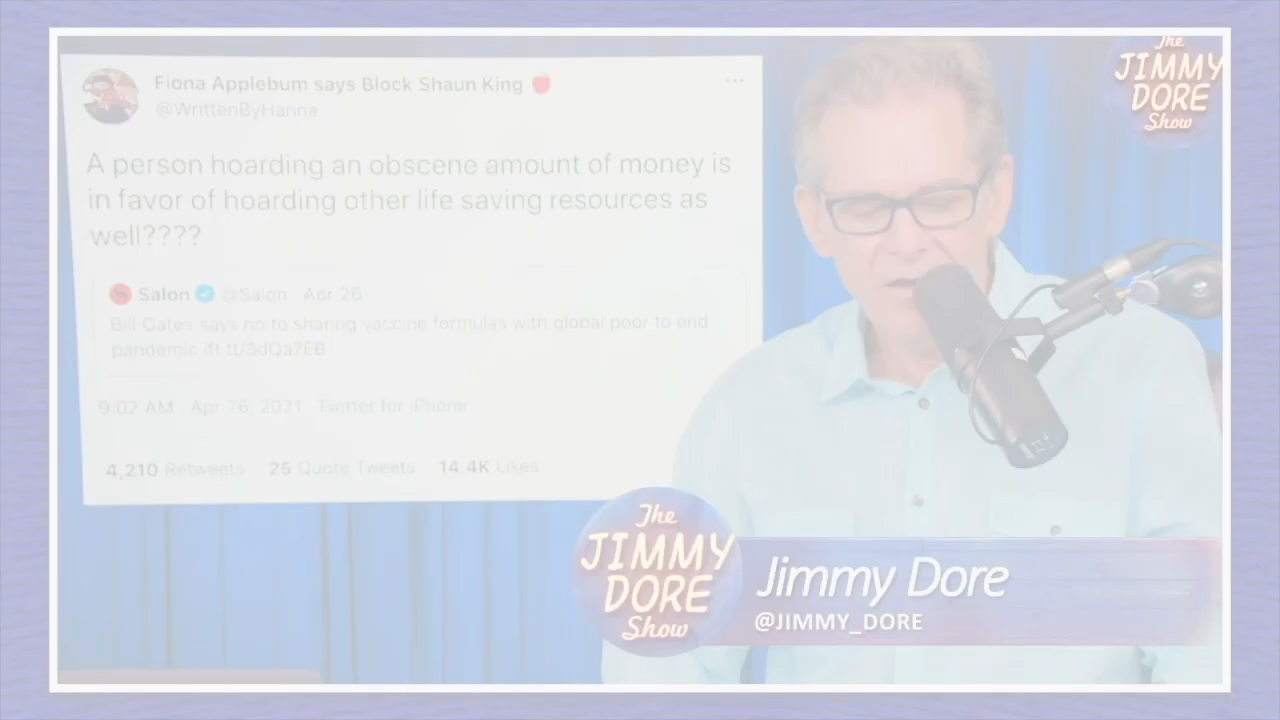 Fiona Applebum says Block Shaun King
@WrittenByHanna
A person hoarding an obscene amount of money is
in favor of hoarding other life saving resources as
well????
Salon @Salon · Apr 26
Bill Gates says no to sharing vaccine formulas with global poor to end
pandemic ift.tt/3dQa7EB
9:02 AM · Apr 26, 2021 · Twitter for iPhone
4,210 Retweets 26 Quote Tweets 14.4K Likes
The
JIMMY
DORE
Show
The
JIMMY
DORE
Show
Jimmy Dore
@JIMMY_DORE